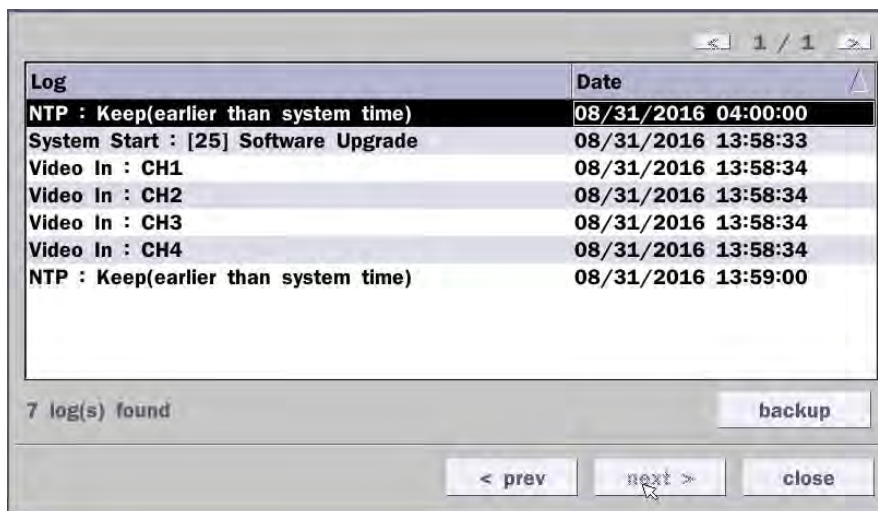 < 1 / 1 >
Log Date
NTP : Keep(earlier than system time) 08/31/2016 04:00:00
System Start : [25] Software Upgrade 08/31/2016 13:58:33
Video In : CH1 08/31/2016 13:58:34
Video In : CH2 08/31/2016 13:58:34
Video In : CH3 08/31/2016 13:58:34
Video In : CH4 08/31/2016 13:58:34
NTP : Keep(earlier than system time) 08/31/2016 13:59:00
7 log(s) found backup
< prev next > close